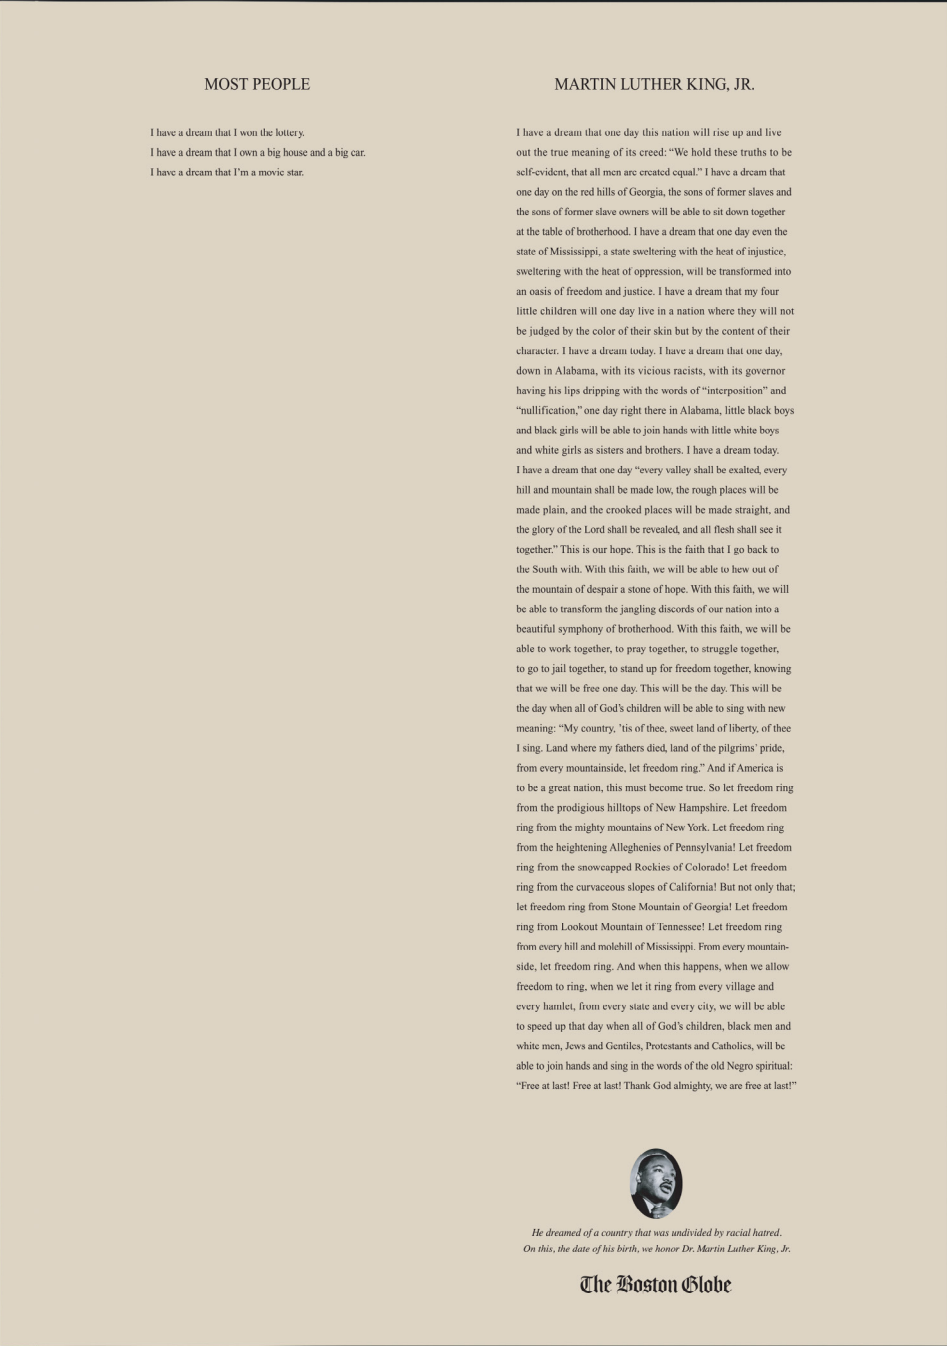 MOST PEOPLE
I have a dream that I won the lottery.
I have a dream that I own a big house and a big car.
I have a dream that I'm a movie star.
MARTIN LUTHER KING, JR.
I have a dream that one day this nation will rise up and live
out the true meaning of its creed: “We hold these truths to be
self-evident, that all men are created equal.” I have a dream that
one day on the red hills of Georgia, the sons of former slaves and
the sons of former slave owners will be able to sit down together
at the table of brotherhood. I have a dream that one day even the
state of Mississippi, a state sweltering with the heat of injustice,
sweltering with the heat of oppression, will be transformed into
an oasis of freedom and justice. I have a dream that my four
little children will one day live in a nation where they will not
be judged by the color of their skin but by the content of their
character. I have a dream today. I have a dream that one day,
down in Alabama, with its vicious racists, with its governor
having his lips dripping with the words of “interposition” and
“nullification,” one day right there in Alabama, little black boys
and black girls will be able to join hands with little white boys
and white girls as sisters and brothers. I have a dream today.
I have a dream that one day “every valley shall be exalted, every
hill and mountain shall be made low, the rough places will be
made plain, and the crooked places will be made straight, and
the glory of the Lord shall be revealed, and all flesh shall see it
together.” This is our hope. This is the faith that I go back to
the South with. With this faith, we will be able to hew out of
the mountain of despair a stone of hope. With this faith, we will
be able to transform the jangling discords of our nation into a
beautiful symphony of brotherhood. With this faith, we will be
able to work together, to pray together, to struggle together,
to go to jail together, to stand up for freedom together, knowing
that we will be free one day. This will be the day. This will be
the day when all of God's children will be able to sing with new
meaning: “My country, 'tis of thee, sweet land of liberty, of thee
I sing. Land where my fathers died, land of the pilgrims' pride,
from every mountainside, let freedom ring.” And if America is
to be a great nation, this must become true. So let freedom ring
from the prodigious hilltops of New Hampshire. Let freedom
ring from the mighty mountains of New York. Let freedom ring
from the heightening Alleghenies of Pennsylvania! Let freedom
ring from the snowcapped Rockies of Colorado! Let freedom
ring from the curvaceous slopes of California! But not only that;
let freedom ring from Stone Mountain of Georgia! Let freedom
ring from Lookout Mountain of Tennessee! Let freedom ring
from every hill and molehill of Mississippi. From every mountain-
side, let freedom ring. And when this happens, when we allow
freedom to ring, when we let it ring from every village and
every hamlet, from every state and every city, we will be able
to speed up that day when all of God's children, black men and
white men, Jews and Gentiles, Protestants and Catholics, will be
able to join hands and sing in the words of the old Negro spiritual:
“Free at last! Free at last! Thank God almighty, we are free at last!”
He dreamed of a country that was undivided by racial hatred.
On this, the date of his birth, we honor Dr. Martin Luther King, Jr.
The Boston Globe